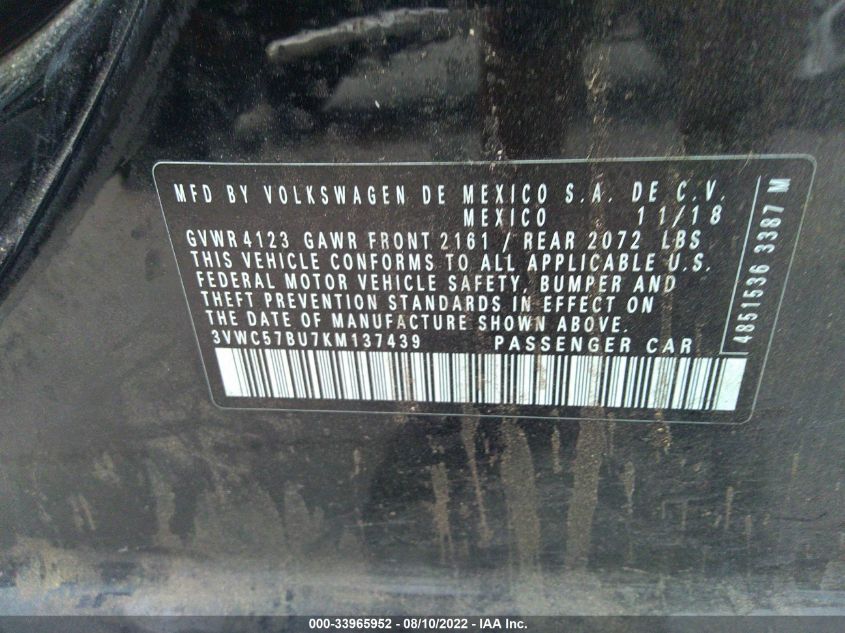 MFD BY VOLKSWAGEN DE MEXICO S.A. DE C.V.
MEXICO 11/18
GVWR 4123 GAWR FRONT 2161 / REAR 2072 LBS
THIS VEHICLE CONFORMS TO ALL APPLICABLE U.S.
FEDERAL MOTOR VEHICLE SAFETY, BUMPER AND
THEFT PREVENTION STANDARDS IN EFFECT ON
THE DATE OF MANUFACTURE SHOWN ABOVE.
3VWC57BU7KM137439 PASSENGER CAR
4851536 3387 M
000-33965952 - 08/10/2022 - IAA Inc.